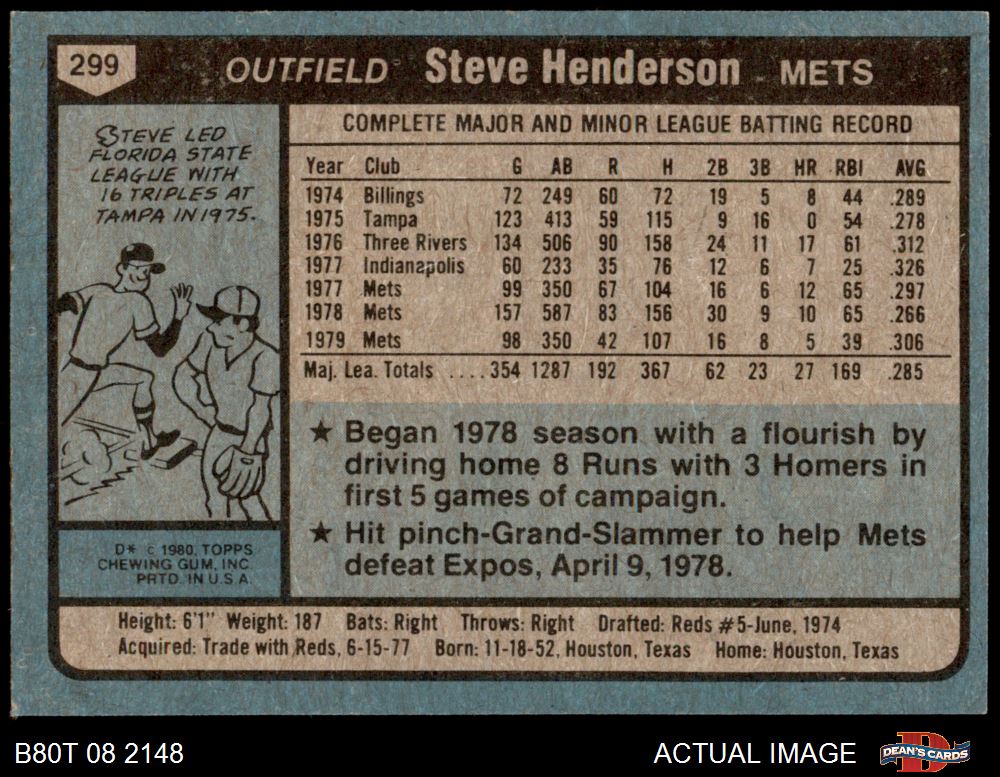 299 OUTFIELD Steve Henderson METS
STEVE LED
FLORIDA STATE
LEAGUE WITH
16 TRIPLES AT
TAMPA IN 1975.
D* © 1980, TOPPS
CHEWING GUM, INC.
PRTD. IN U.S.A.
COMPLETE MAJOR AND MINOR LEAGUE BATTING RECORD
Year Club G AB R H 2B 3B HR RBI AVG
1974 Billings 72 249 60 72 19 5 8 44 .289
1975 Tampa 123 413 59 115 9 16 0 54 .278
1976 Three Rivers 134 506 90 158 24 11 17 61 .312
1977 Indianapolis 60 233 35 76 12 6 7 25 .326
1977 Mets 99 350 67 104 16 6 12 65 .297
1978 Mets 157 587 83 156 30 9 10 65 .266
1979 Mets 98 350 42 107 16 8 5 39 .306
Maj. Lea. Totals ....354 1287 192 367 62 23 27 169 .285
★ Began 1978 season with a flourish by
driving home 8 Runs with 3 Homers in
first 5 games of campaign.
★ Hit pinch-Grand-Slammer to help Mets
defeat Expos, April 9, 1978.
Height: 6'1" Weight: 187 Bats: Right Throws: Right Drafted: Reds #5-June, 1974
Acquired: Trade with Reds, 6-15-77 Born: 11-18-52, Houston, Texas Home: Houston, Texas
B80T 08 2148 ACTUAL IMAGE DEAN'S CARDS